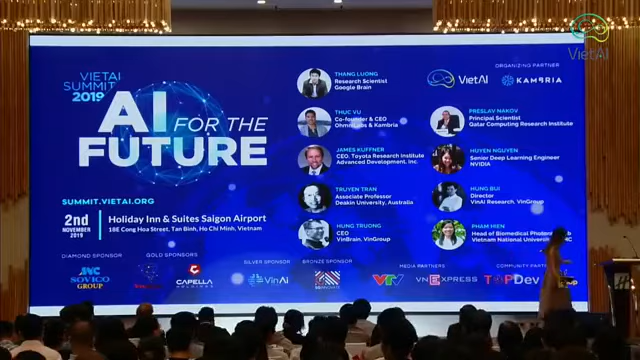 VietAI
VIETAI
SUMMIT
2019
AI FOR THE
FUTURE
SUMMIT.VIETAI.ORG
2nd
NOVEMBER
2019
Holiday Inn & Suites Saigon Airport
18E Cong Hoa Street, Tan Binh, Ho Chi Minh, Vietnam
THANG LUONG
Research Scientist
Google Brain
THUC VU
Co-founder & CEO
OhmniLabs & Kambria
JAMES KUFFNER
CEO, Toyota Research Institute
Advanced Development, Inc.
TRUYEN TRAN
Associate Professor
Deakin University, Australia
HUNG TRUONG
CEO
VinBrain, VinGroup
ORGANIZING PARTNER
VietAI
KAMBRIA
PRESLAV NAKOV
Principal Scientist
Qatar Computing Research Institute
HUYEN NGUYEN
Senior Deep Learning Engineer
NVIDIA
HUNG BUI
Director
VinAI Research, VinGroup
PHAM HIEN
Head of Biomedical
Vietnam National
DIAMOND SPONSOR
SOVICO
GROUP
GOLD SPONSORS
CAPELLA
HOLDINGS
SILVER SPONSOR
VinAi
BRONZE SPONSOR
MEDIA PARTNERS
VTV7
VNEXPRESS
COMMUNITY
TOPDev